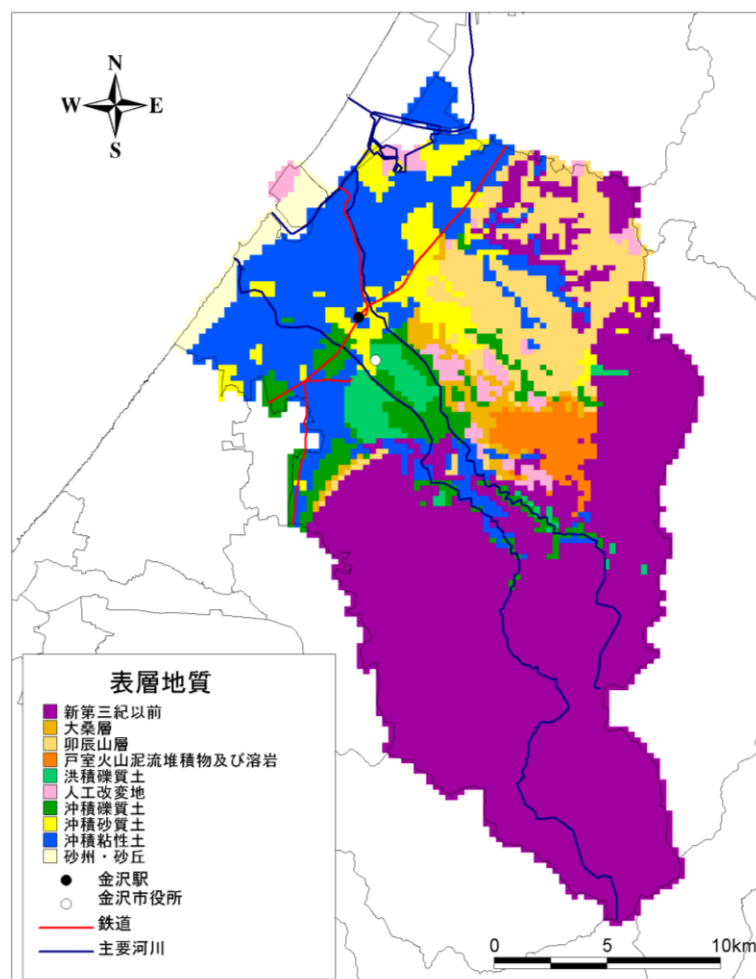 N
W E
S
表層地質
新第三紀以前
大桑層
卯辰山層
戸室火山泥流堆積物及び溶岩
洪積礫質土
人工改変地
沖積礫質土
沖積砂質土
沖積粘性土
砂州・砂丘
金沢駅
金沢市役所
鉄道
主要河川
0 5 10km